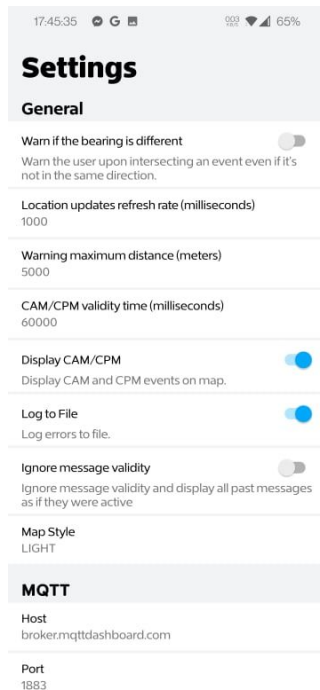 17:45:35 G 65%
Settings
General
Warn if the bearing is different
Warn the user upon intersecting an event even if it's
not in the same direction.
Location updates refresh rate (milliseconds)
1000
Warning maximum distance (meters)
5000
CAM/CPM validity time (milliseconds)
60000
Display CAM/CPM
Display CAM and CPM events on map.
Log to File
Log errors to file.
Ignore message validity
Ignore message validity and display all past messages
as if they were active
Map Style
LIGHT
MQTT
Host
broker.mqttdashboard.com
Port
1883